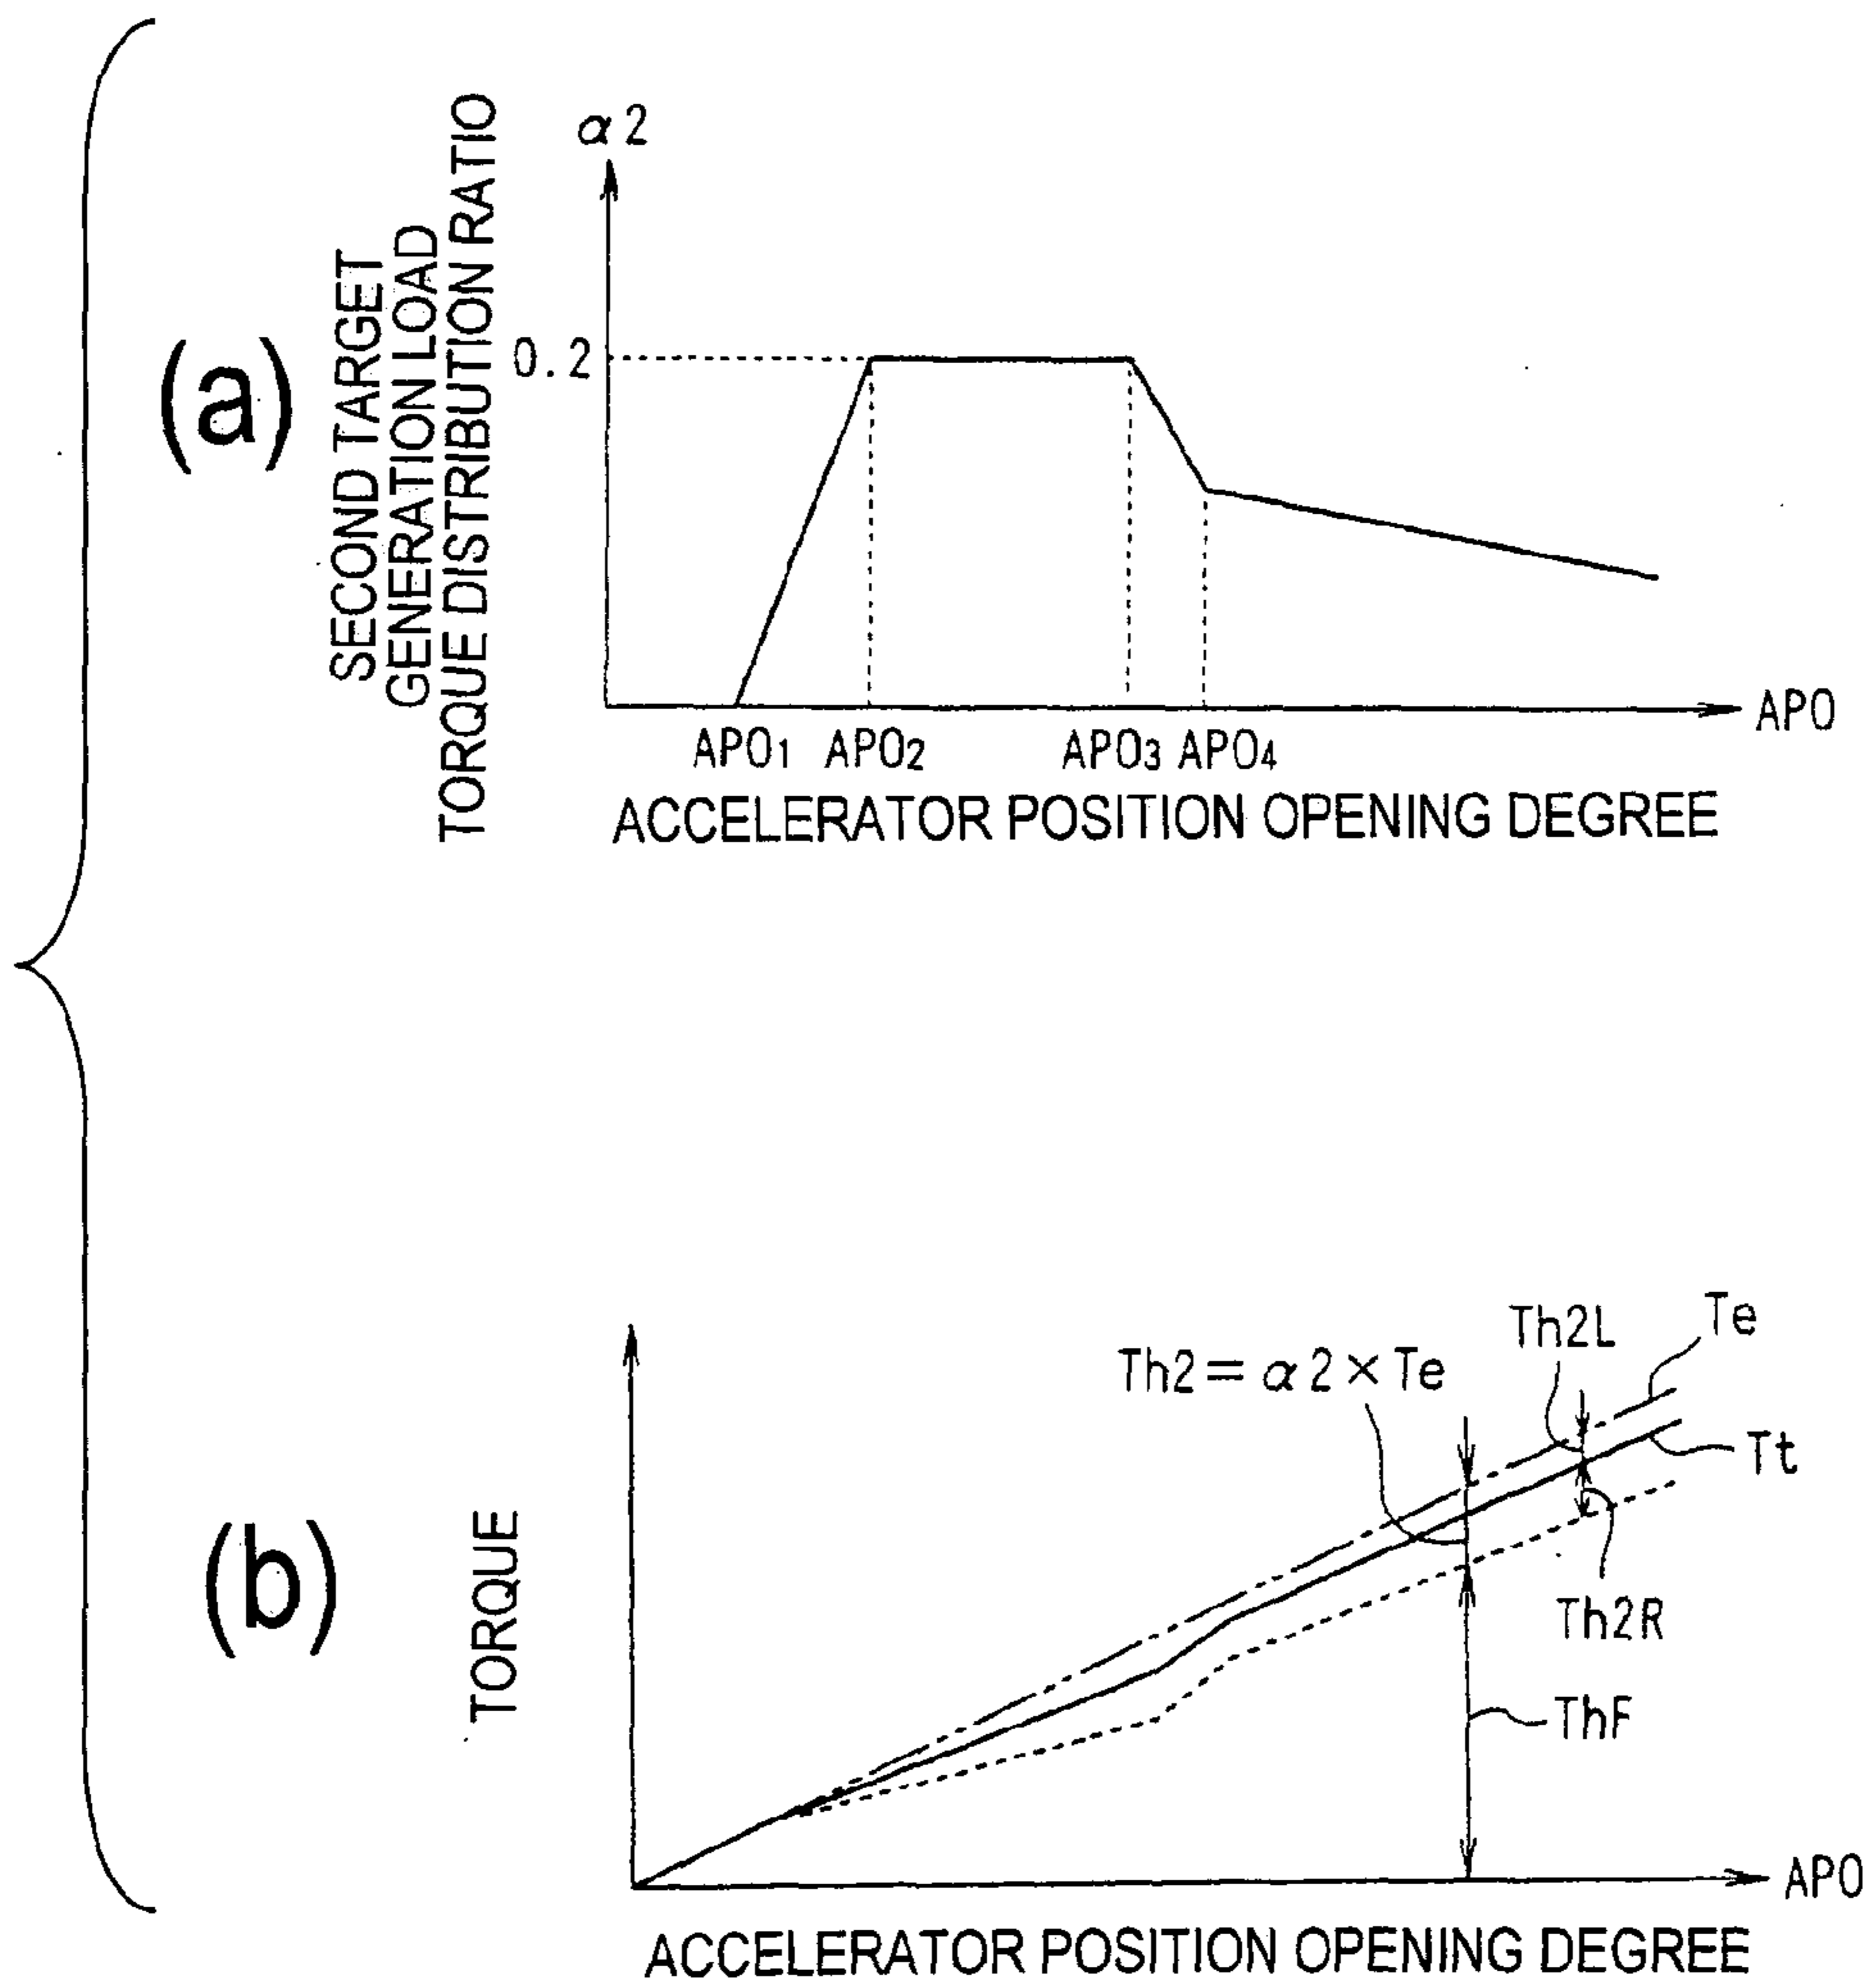 (a)
SECOND TARGET
GENERATION LOAD
TORQUE DISTRIBUTION RATIO
α2
0.2
APO
APO1 APO2 APO3 APO4
ACCELERATOR POSITION OPENING DEGREE
(b)
TORQUE
Th2=α2×Te
Th2L
Te
Tt
Th2R
ThF
APO
ACCELERATOR POSITION OPENING DEGREE